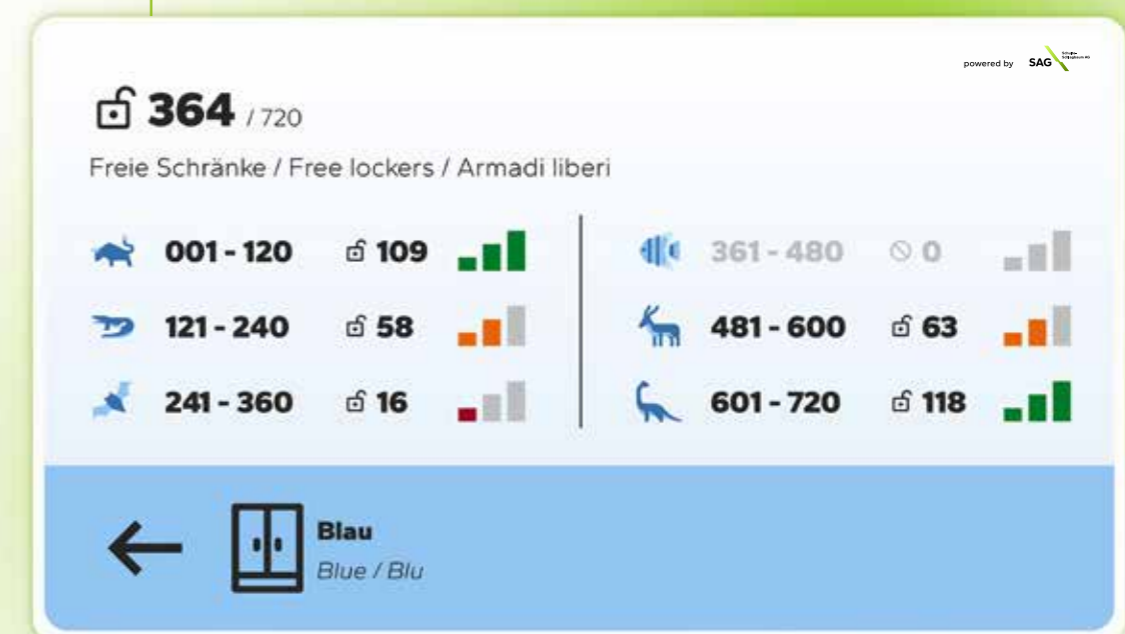 powered by SAG
364 / 720
Freie Schränke / Free lockers / Armadi liberi
001 - 120 109
121 - 240 58
241 - 360 16
361 - 480 0
481 - 600 63
601 - 720 118
Blau
Blue / Blu